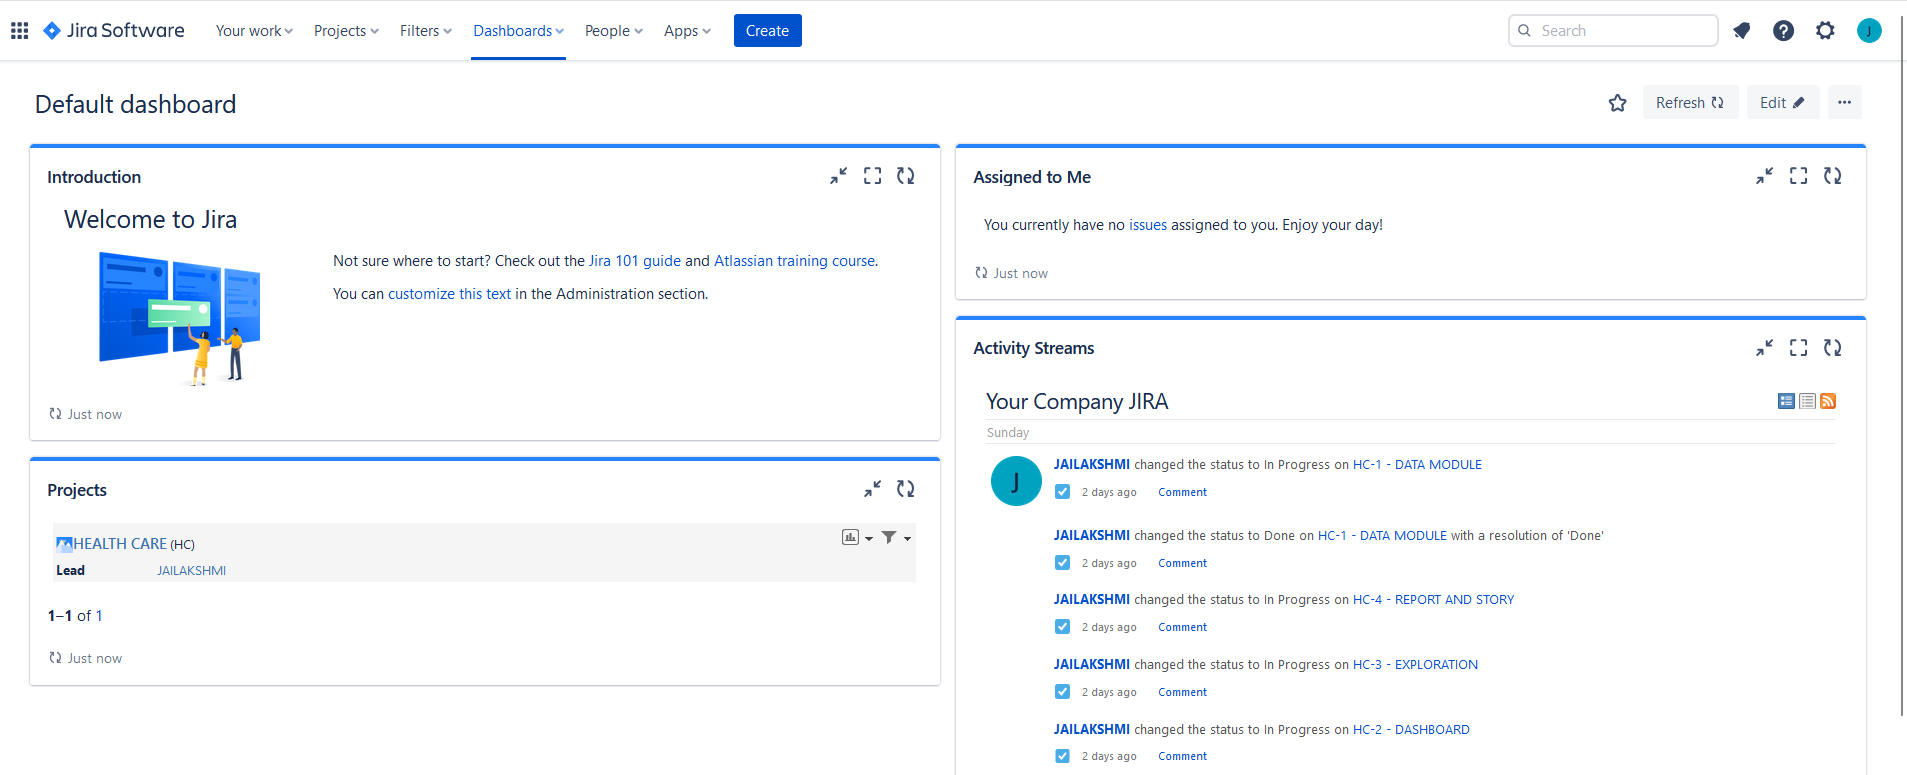 Jira Software Your work Projects Filters Dashboards People Apps Create Search J
Default dashboard
Refresh Edit
Introduction
Welcome to Jira
Not sure where to start? Check out the Jira 101 guide and Atlassian training course.
You can customize this text in the Administration section.
Just now
Projects
HEALTH CARE (HC)
Lead JAILAKSHMI
1–1 of 1
Just now
Assigned to Me
You currently have no issues assigned to you. Enjoy your day!
Just now
Activity Streams
Your Company JIRA
Sunday
J
JAILAKSHMI changed the status to In Progress on HC-1 - DATA MODULE
2 days ago Comment
JAILAKSHMI changed the status to Done on HC-1 - DATA MODULE with a resolution of 'Done'
2 days ago Comment
JAILAKSHMI changed the status to In Progress on HC-4 - REPORT AND STORY
2 days ago Comment
JAILAKSHMI changed the status to In Progress on HC-3 - EXPLORATION
2 days ago Comment
JAILAKSHMI changed the status to In Progress on HC-2 - DASHBOARD
2 days ago Comment